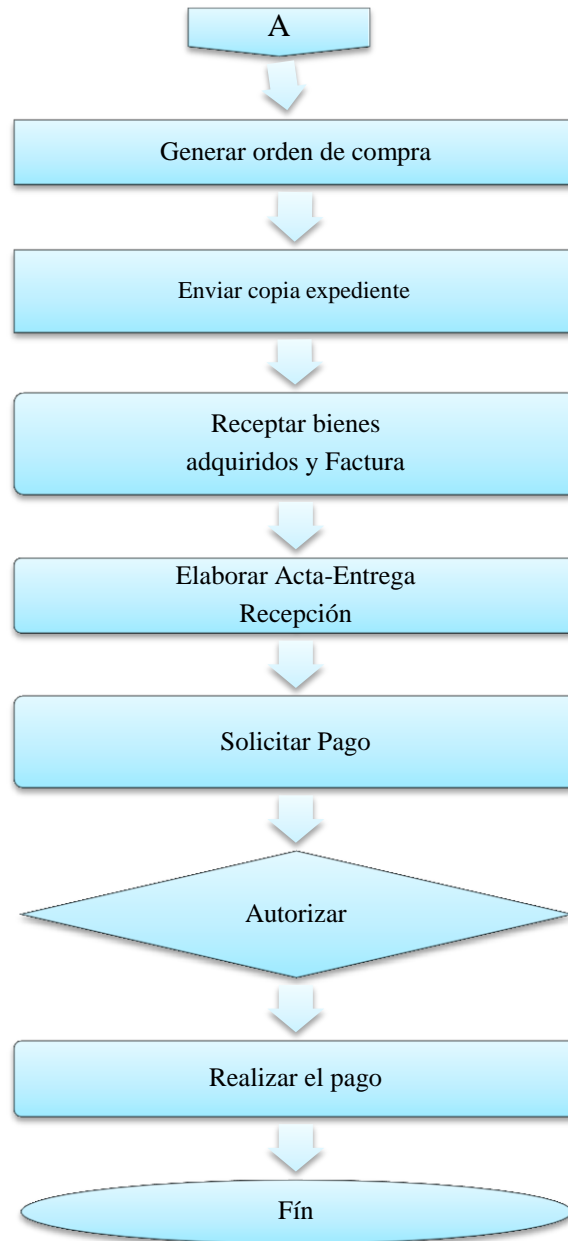 A
Generar orden de compra
Enviar copia expediente
Receptar bienes
adquiridos y Factura
Elaborar Acta-Entrega
Recepción
Solicitar Pago
Autorizar
Realizar el pago
Fín